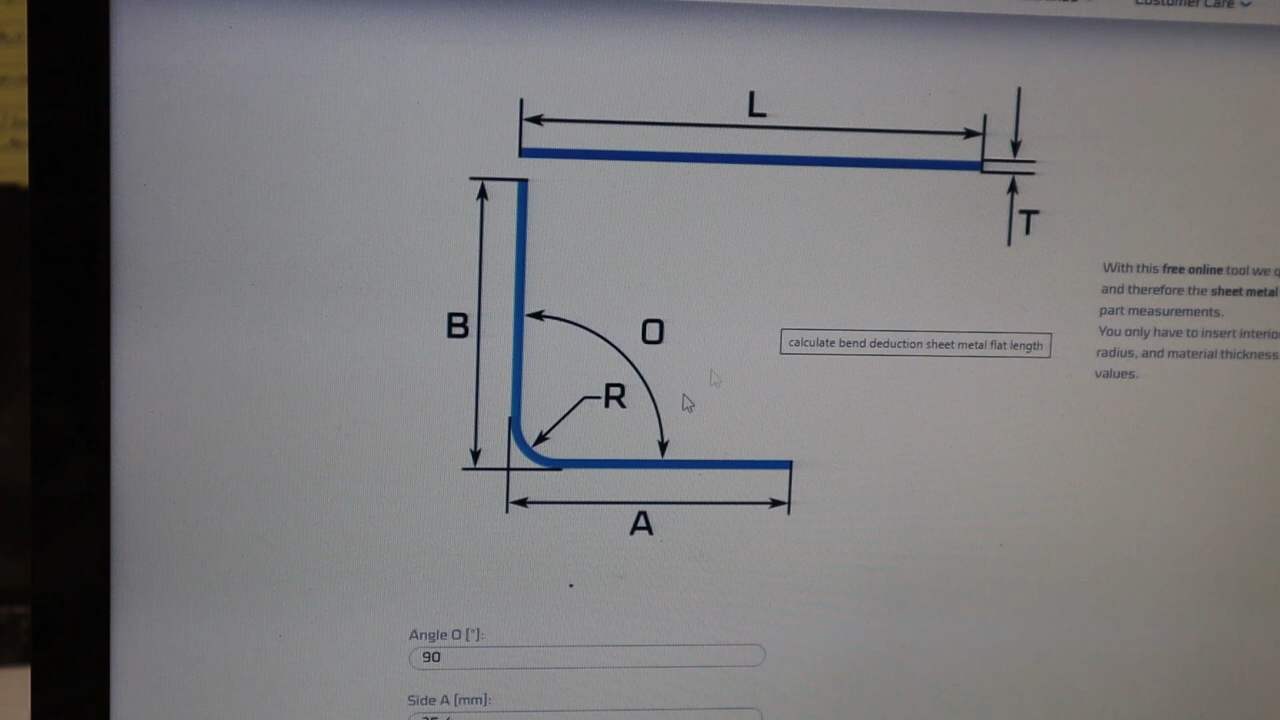 Customer Care
L
T
B
O
R
A
With this free online tool we
and therefore the sheet metal
part measurements.
You only have to insert
radius, and material thickness
values.
calculate bend deduction sheet metal flat length
Angle O [°]:
90
Side A [mm]: